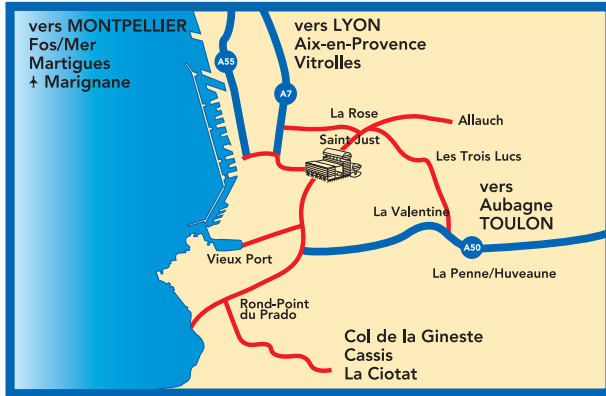 vers MONTPELLIER
Fos/Mer
Martigues
Marignane
vers LYON
Aix-en-Provence
Vitrolles
A55
A7
La Rose
Allauch
Saint Just
Les Trois Lucs
vers
Aubagne
TOULON
La Valentine
A50
Vieux Port
La Penne/Huveaune
Rond-Point
du Prado
Col de la Gineste
Cassis
La Ciotat